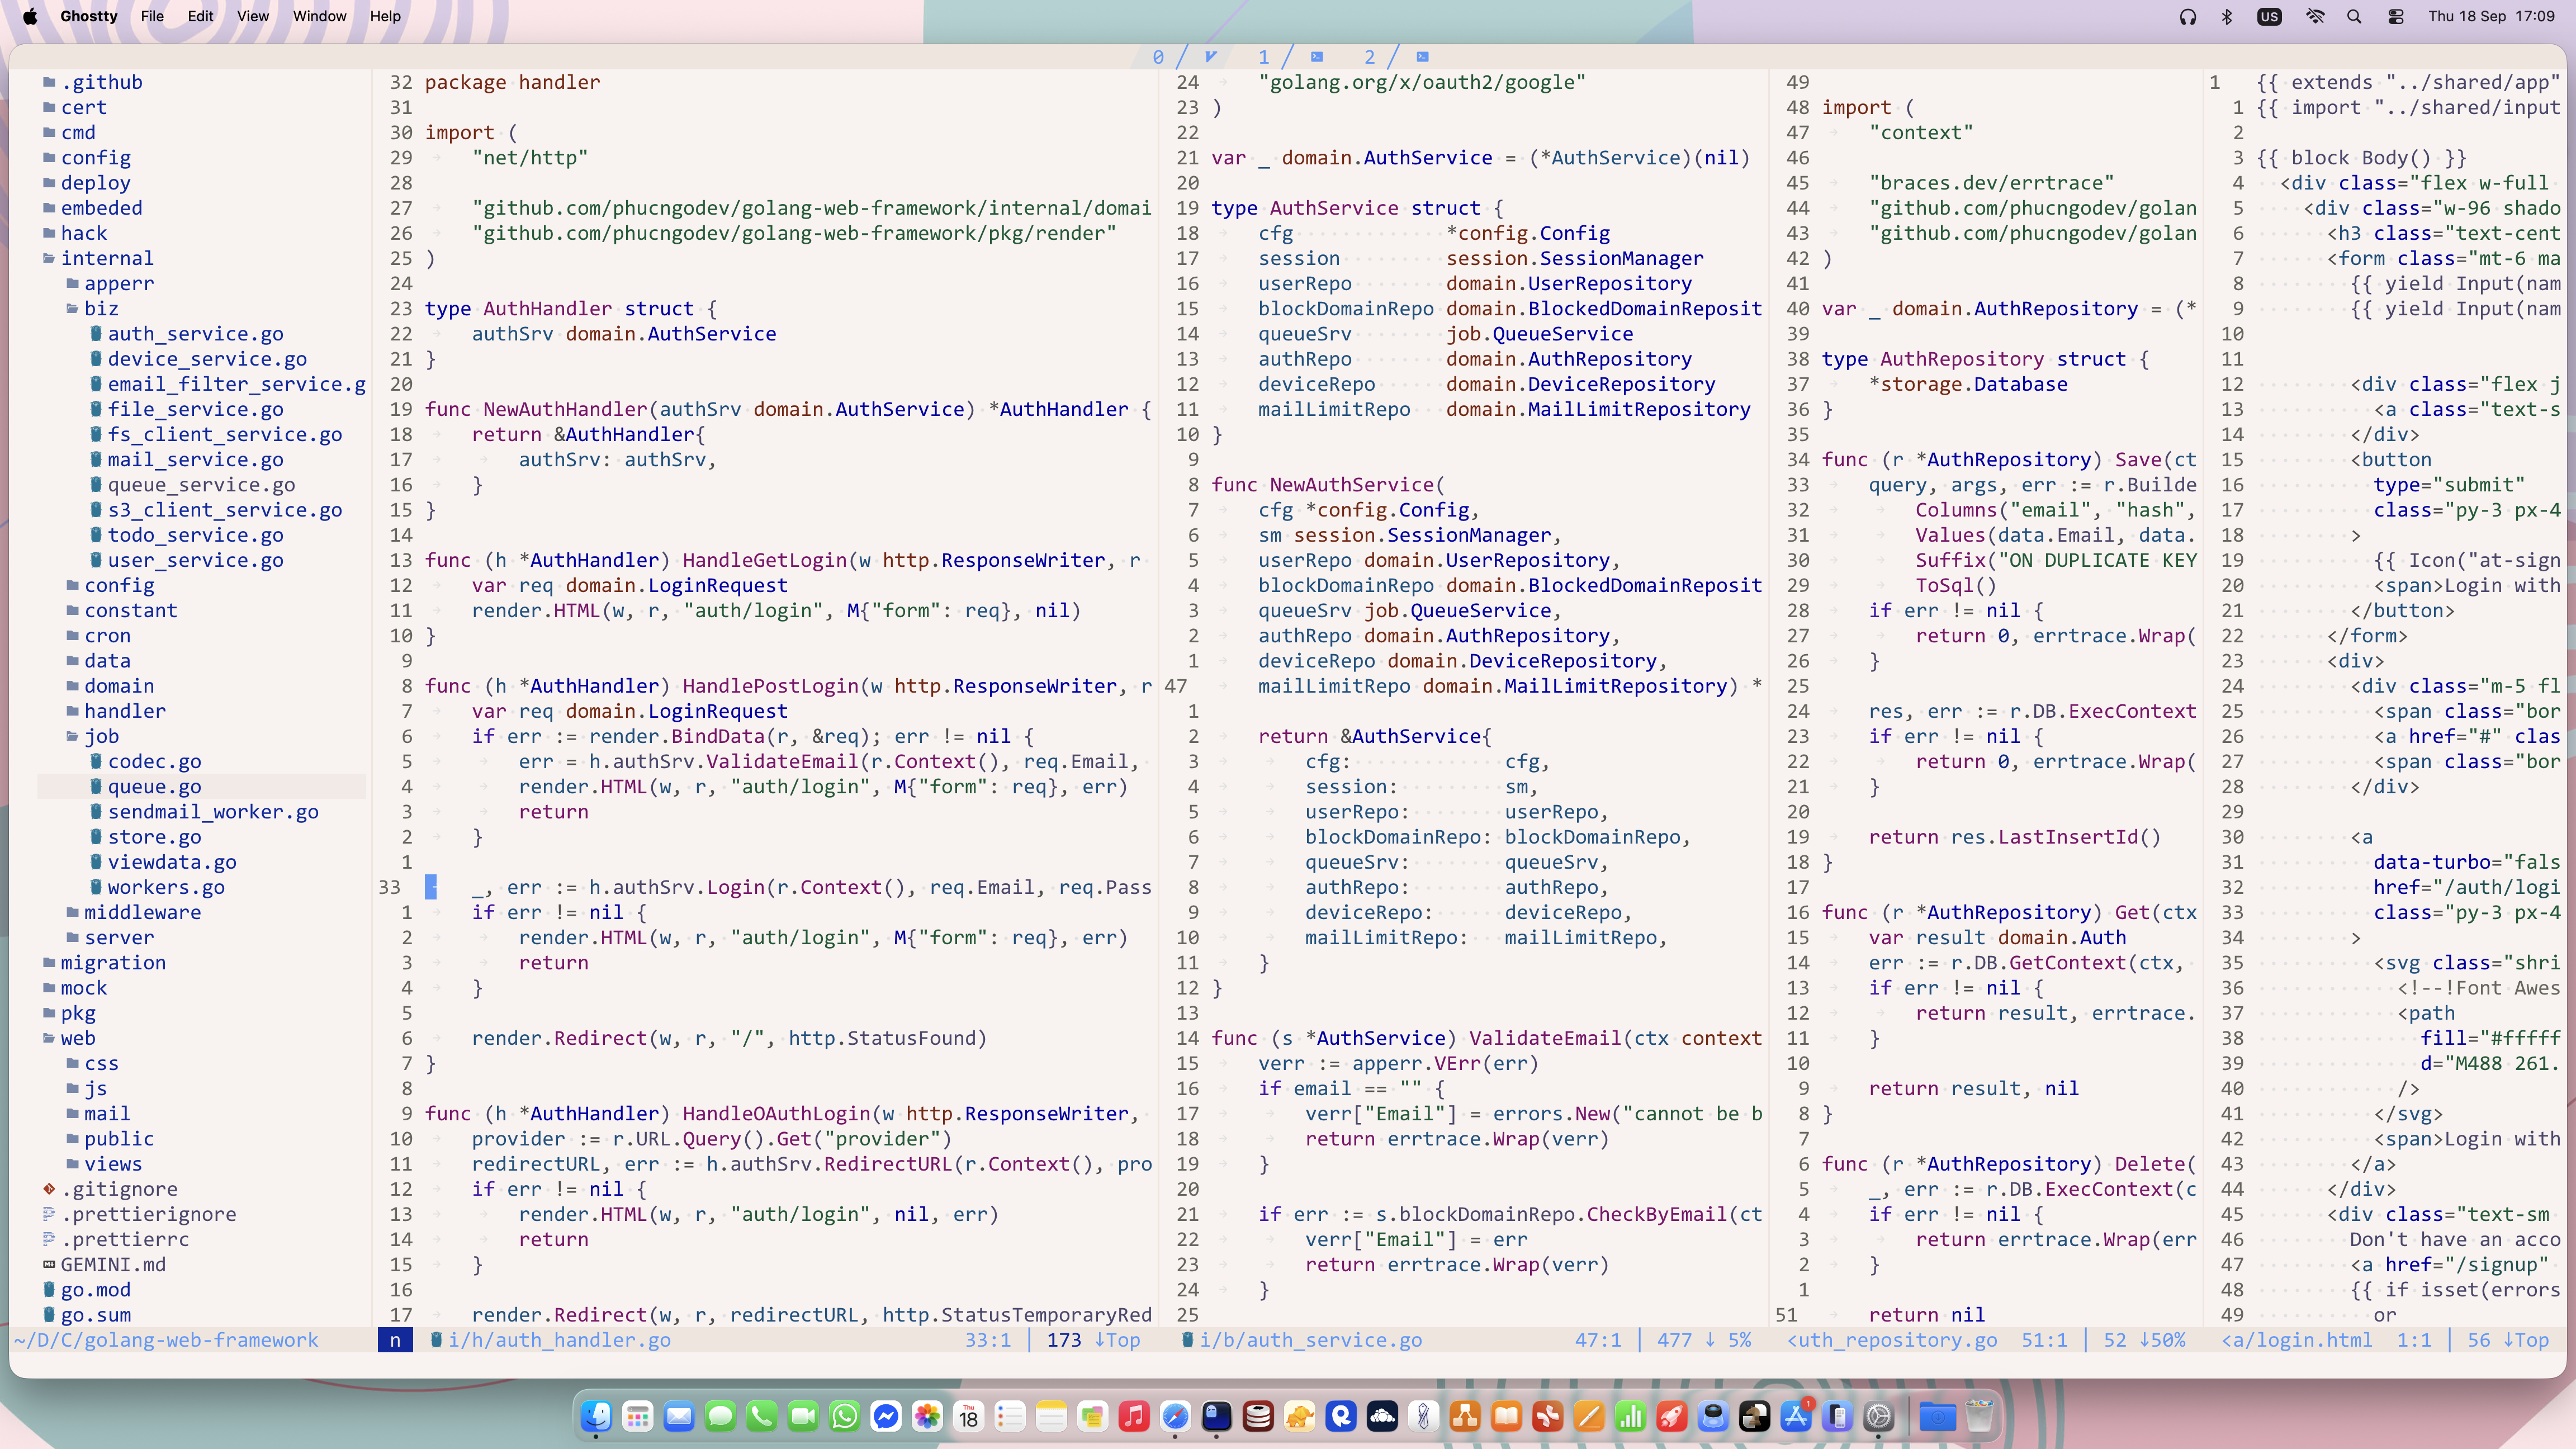 Ghostty File Edit View Window Help
US Thu 18 Sep 17:09
0 / 1 / 2 /
.github
cert
cmd
config
deploy
embeded
hack
internal
apperr
biz
auth_service.go
device_service.go
email_filter_service.g
file_service.go
fs_client_service.go
mail_service.go
queue_service.go
s3_client_service.go
todo_service.go
user_service.go
config
constant
cron
data
domain
handler
job
codec.go
queue.go
sendmail_worker.go
store.go
viewdata.go
workers.go
middleware
server
migration
mock
pkg
web
css
js
mail
public
views
.gitignore
.prettierignore
.prettierrc
GEMINI.md
go.mod
go.sum
~/D/C/golang-web-framework
32 package handler
31
30 import (
29 "net/http"
28
27 "github.com/phucngodev/golang-web-framework/internal/domai
26 "github.com/phucngodev/golang-web-framework/pkg/render"
25 )
24
23 type AuthHandler struct {
22 authSrv domain.AuthService
21 }
20
19 func NewAuthHandler(authSrv domain.AuthService) *AuthHandler {
18 return &AuthHandler{
17 authSrv: authSrv,
16 }
15 }
14
13 func (h *AuthHandler) HandleGetLogin(w http.ResponseWriter, r
12 var req domain.LoginRequest
11 render.HTML(w, r, "auth/login", M{"form": req}, nil)
10 }
9
8 func (h *AuthHandler) HandlePostLogin(w http.ResponseWriter, r
7 var req domain.LoginRequest
6 if err := render.BindData(r, &req); err != nil {
5 err = h.authSrv.ValidateEmail(r.Context(), req.Email,
4 render.HTML(w, r, "auth/login", M{"form": req}, err)
3 return
2 }
1
33 _, err := h.authSrv.Login(r.Context(), req.Email, req.Pass
1 if err != nil {
2 render.HTML(w, r, "auth/login", M{"form": req}, err)
3 return
4 }
5
6 render.Redirect(w, r, "/", http.StatusFound)
7 }
8
9 func (h *AuthHandler) HandleOAuthLogin(w http.ResponseWriter,
10 provider := r.URL.Query().Get("provider")
11 redirectURL, err := h.authSrv.RedirectURL(r.Context(), pro
12 if err != nil {
13 render.HTML(w, r, "auth/login", nil, err)
14 return
15 }
16
17 render.Redirect(w, r, redirectURL, http.StatusTemporaryRed
n i/h/auth_handler.go 33:1 | 173 ↓Top
24 "golang.org/x/oauth2/google"
23 )
22
21 var _ domain.AuthService = (*AuthService)(nil)
20
19 type AuthService struct {
18 cfg *config.Config
17 session session.SessionManager
16 userRepo domain.UserRepository
15 blockDomainRepo domain.BlockedDomainReposit
14 queueSrv job.QueueService
13 authRepo domain.AuthRepository
12 deviceRepo domain.DeviceRepository
11 mailLimitRepo domain.MailLimitRepository
10 }
9
8 func NewAuthService(
7 cfg *config.Config,
6 sm session.SessionManager,
5 userRepo domain.UserRepository,
4 blockDomainRepo domain.BlockedDomainReposit
3 queueSrv job.QueueService,
2 authRepo domain.AuthRepository,
1 deviceRepo domain.DeviceRepository,
47 mailLimitRepo domain.MailLimitRepository) *
1
2 return &AuthService{
3 cfg: cfg,
4 session: sm,
5 userRepo: userRepo,
6 blockDomainRepo: blockDomainRepo,
7 queueSrv: queueSrv,
8 authRepo: authRepo,
9 deviceRepo: deviceRepo,
10 mailLimitRepo: mailLimitRepo,
11 }
12 }
13
14 func (s *AuthService) ValidateEmail(ctx context
15 verr := apperr.VErr(err)
16 if email == "" {
17 verr["Email"] = errors.New("cannot be b
18 return errtrace.Wrap(verr)
19 }
20
21 if err := s.blockDomainRepo.CheckByEmail(ct
22 verr["Email"] = err
23 return errtrace.Wrap(verr)
24 }
25
i/b/auth_service.go 47:1 | 477 ↓ 5%
49
48 import (
47 "context"
46
45 "braces.dev/errtrace"
44 "github.com/phucngodev/golan
43 "github.com/phucngodev/golan
42 )
41
40 var _ domain.AuthRepository = (*
39
38 type AuthRepository struct {
37 *storage.Database
36 }
35
34 func (r *AuthRepository) Save(ct
33 query, args, err := r.Builde
32 Columns("email", "hash",
31 Values(data.Email, data.
30 Suffix("ON DUPLICATE KEY
29 ToSql()
28 if err != nil {
27 return 0, errtrace.Wrap(
26 }
25
24 res, err := r.DB.ExecContext
23 if err != nil {
22 return 0, errtrace.Wrap(
21 }
20
19 return res.LastInsertId()
18 }
17
16 func (r *AuthRepository) Get(ctx
15 var result domain.Auth
14 err := r.DB.GetContext(ctx,
13 if err != nil {
12 return result, errtrace.
11 }
10
9 return result, nil
8 }
7
6 func (r *AuthRepository) Delete(
5 _, err := r.DB.ExecContext(c
4 if err != nil {
3 return errtrace.Wrap(err
2 }
1
51 return nil
<uth_repository.go 51:1 | 52 ↓50%
1 {{ extends "../shared/app"
1 {{ import "../shared/input
2
3 {{ block Body() }}
4 <div class="flex w-full
5 <div class="w-96 shado
6 <h3 class="text-cent
7 <form class="mt-6 ma
8 {{ yield Input(nam
9 {{ yield Input(nam
10
11
12 <div class="flex j
13 <a class="text-s
14 </div>
15 <button
16 type="submit"
17 class="py-3 px-4
18 >
19 {{ Icon("at-sign
20 <span>Login with
21 </button>
22 </form>
23 <div>
24 <div class="m-5 fl
25 <span class="bor
26 <a href="#" clas
27 <span class="bor
28 </div>
29
30 <a
31 data-turbo="fals
32 href="/auth/logi
33 class="py-3 px-4
34 >
35 <svg class="shri
36 <!--!Font Awes
37 <path
38 fill="#fffff
39 d="M488 261.
40 />
41 </svg>
42 <span>Login with
43 </a>
44 </div>
45 <div class="text-sm
46 Don't have an acco
47 <a href="/signup"
48 {{ if isset(errors
49 or
<a/login.html 1:1 | 56 ↓Top
Thu
18
1